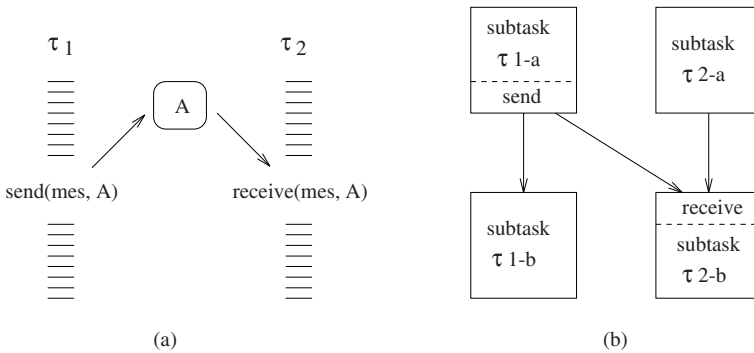 τ 1
τ 2
A
send(mes, A)
receive(mes, A)
(a)
subtask
τ 1-a
send
subtask
τ 2-a
subtask
τ 1-b
receive
subtask
τ 2-b
(b)